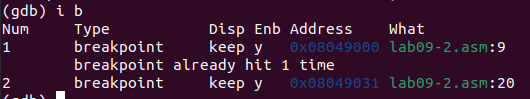 (gdb) i b
Num     Type           Disp Enb Address    What
1       breakpoint     keep y   0x08049000 lab09-2.asm:9
        breakpoint already hit 1 time
2       breakpoint     keep y   0x08049031 lab09-2.asm:20
(gdb)